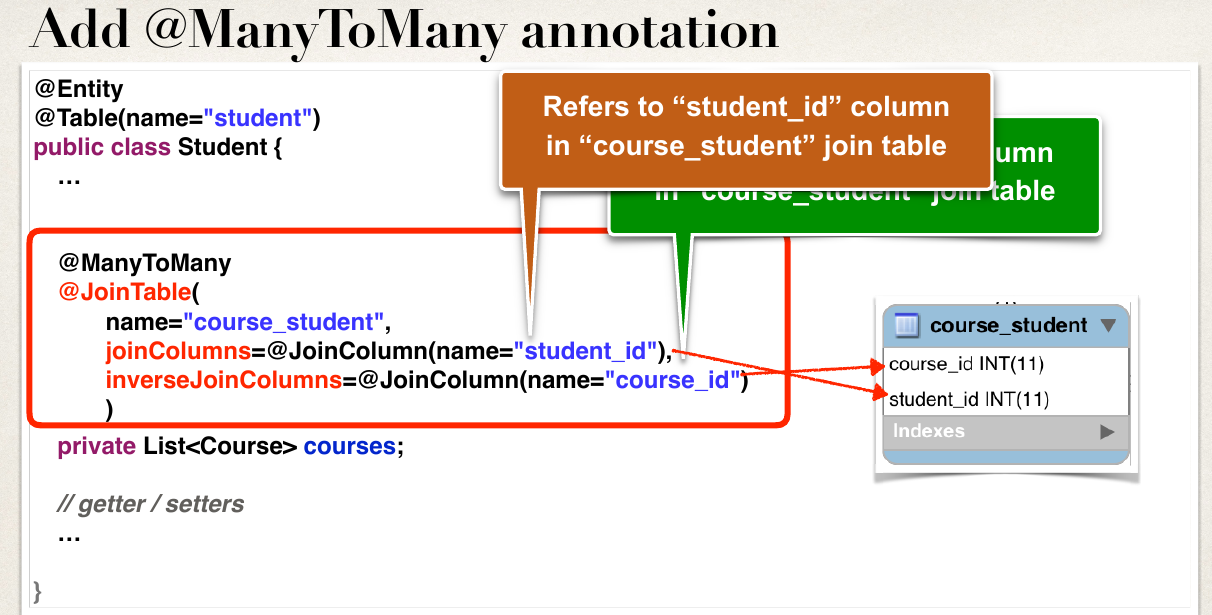 Add @ManyToMany annotation
@Entity
@Table(name="student")
public class Student {
...
Refers to “student_id” column
in “course_student” join table
umn
in “course_student” join table
@ManyToMany
@JoinTable(
name="course_student",
joinColumns=@JoinColumn(name="student_id"),
inverseJoinColumns=@JoinColumn(name="course_id")
)
private List<Course> courses;
// getter / setters
...
}
course_student
course_id INT(11)
student_id INT(11)
Indexes